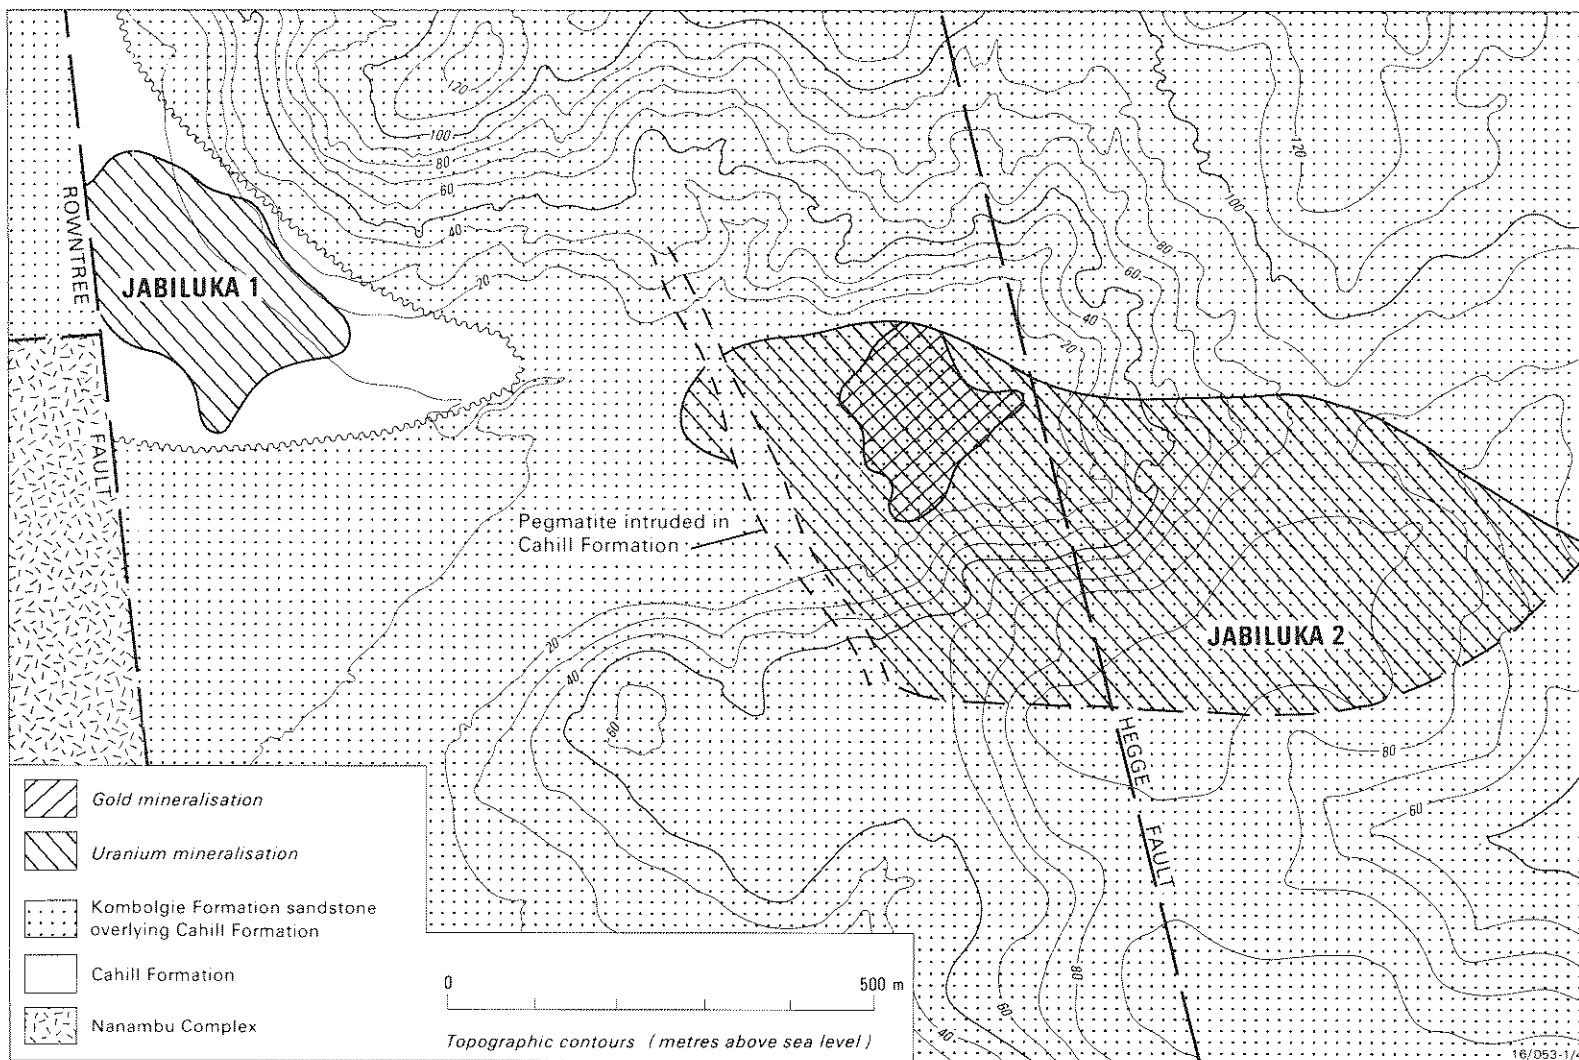 120
100
80
60
40
20
ROWNTREE
FAULT
JABILUKA 1
120
100
80
60
40
20
Pegmatite intruded in
Cahill Formation
20
40
60
JABILUKA 2
HEGGE
FAULT
80
60
80
60
40
Gold mineralisation
Uranium mineralisation
Kombolgie Formation sandstone
overlying Cahill Formation
Cahill Formation
Nanambu Complex
0
500 m
Topographic contours (metres above sea level)